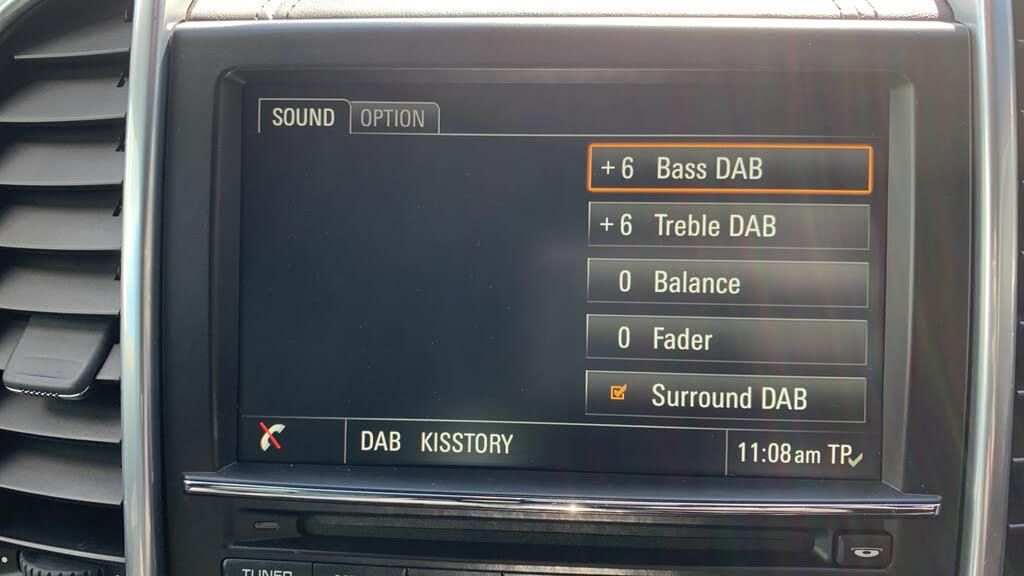 SOUND OPTION
+ 6 Bass DAB
+ 6 Treble DAB
0 Balance
0 Fader
Surround DAB
DAB KISSTORY
11:08 am TP
TUNER